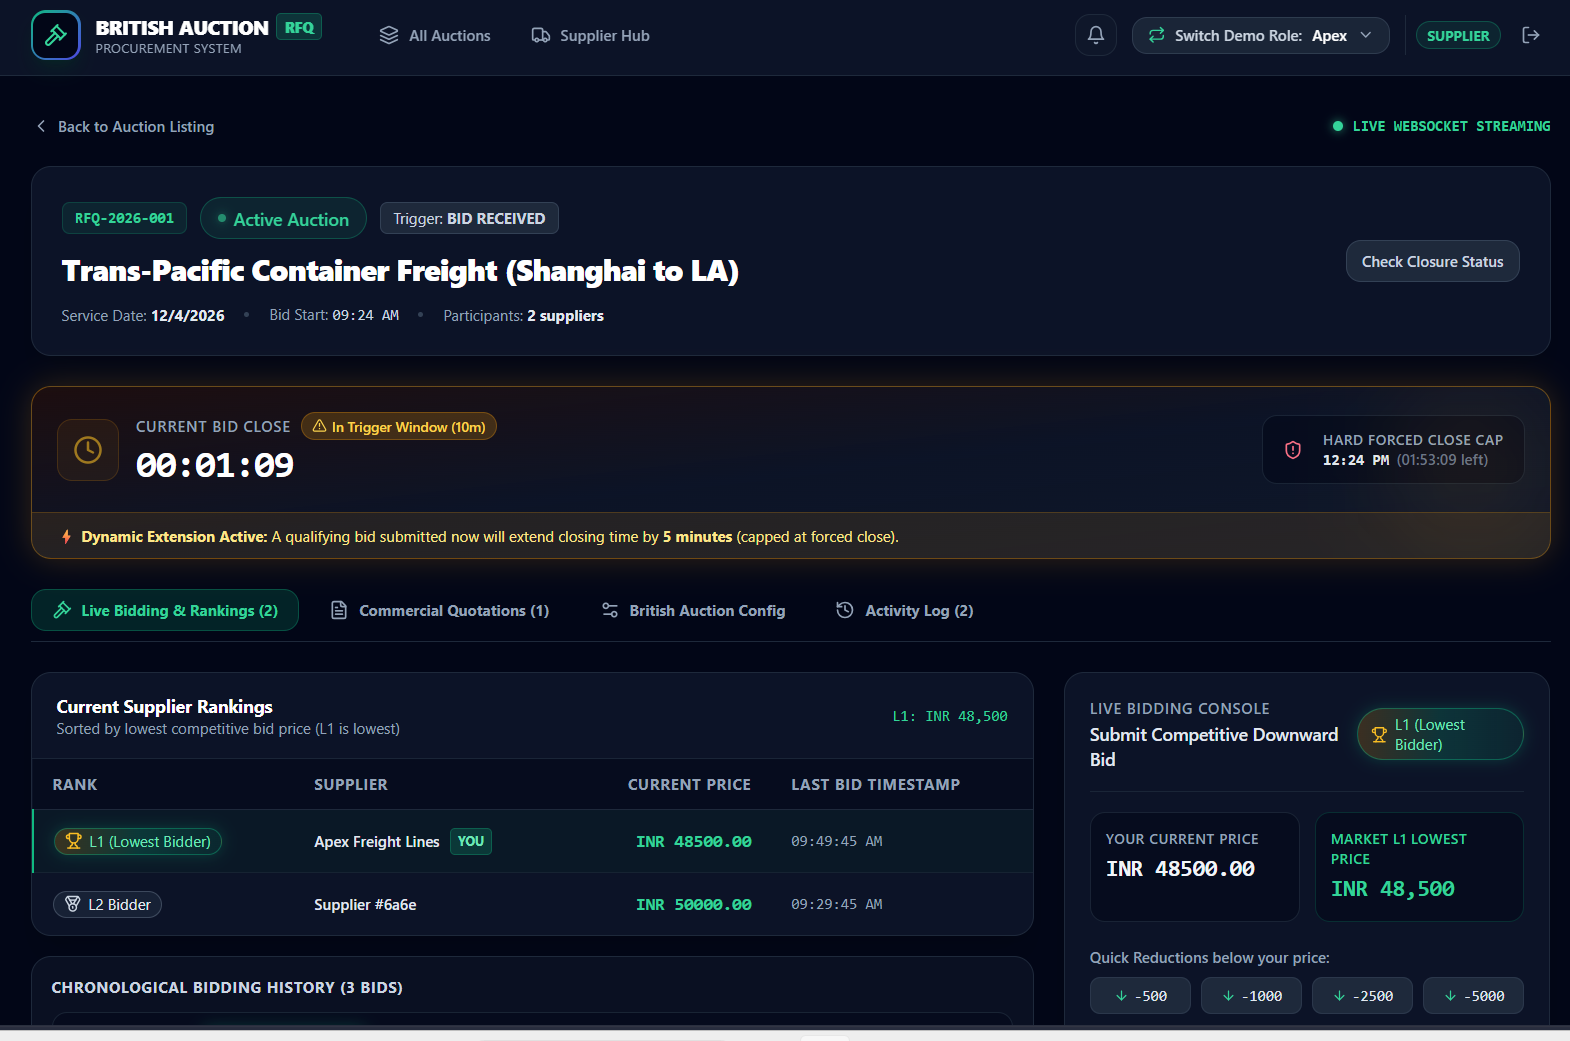 BRITISH AUCTION RFQ
PROCUREMENT SYSTEM
All Auctions
Supplier Hub
Switch Demo Role: Apex
SUPPLIER
Back to Auction Listing
LIVE WEBSOCKET STREAMING
RFQ-2026-001
Active Auction
Trigger: BID RECEIVED
Trans-Pacific Container Freight (Shanghai to LA)
Check Closure Status
Service Date: 12/4/2026 • Bid Start: 09:24 AM • Participants: 2 suppliers
CURRENT BID CLOSE
In Trigger Window (10m)
00:01:09
HARD FORCED CLOSE CAP
12:24 PM (01:53:09 left)
Dynamic Extension Active: A qualifying bid submitted now will extend closing time by 5 minutes (capped at forced close).
Live Bidding & Rankings (2)
Commercial Quotations (1)
British Auction Config
Activity Log (2)
Current Supplier Rankings
Sorted by lowest competitive bid price (L1 is lowest)
L1: INR 48,500
RANK SUPPLIER CURRENT PRICE LAST BID TIMESTAMP
L1 (Lowest Bidder) Apex Freight Lines YOU INR 48500.00 09:49:45 AM
L2 Bidder Supplier #6a6e INR 50000.00 09:29:45 AM
CHRONOLOGICAL BIDDING HISTORY (3 BIDS)
LIVE BIDDING CONSOLE
Submit Competitive Downward
Bid
L1 (Lowest
Bidder)
YOUR CURRENT PRICE
INR 48500.00
MARKET L1 LOWEST
PRICE
INR 48,500
Quick Reductions below your price:
-500
-1000
-2500
-5000